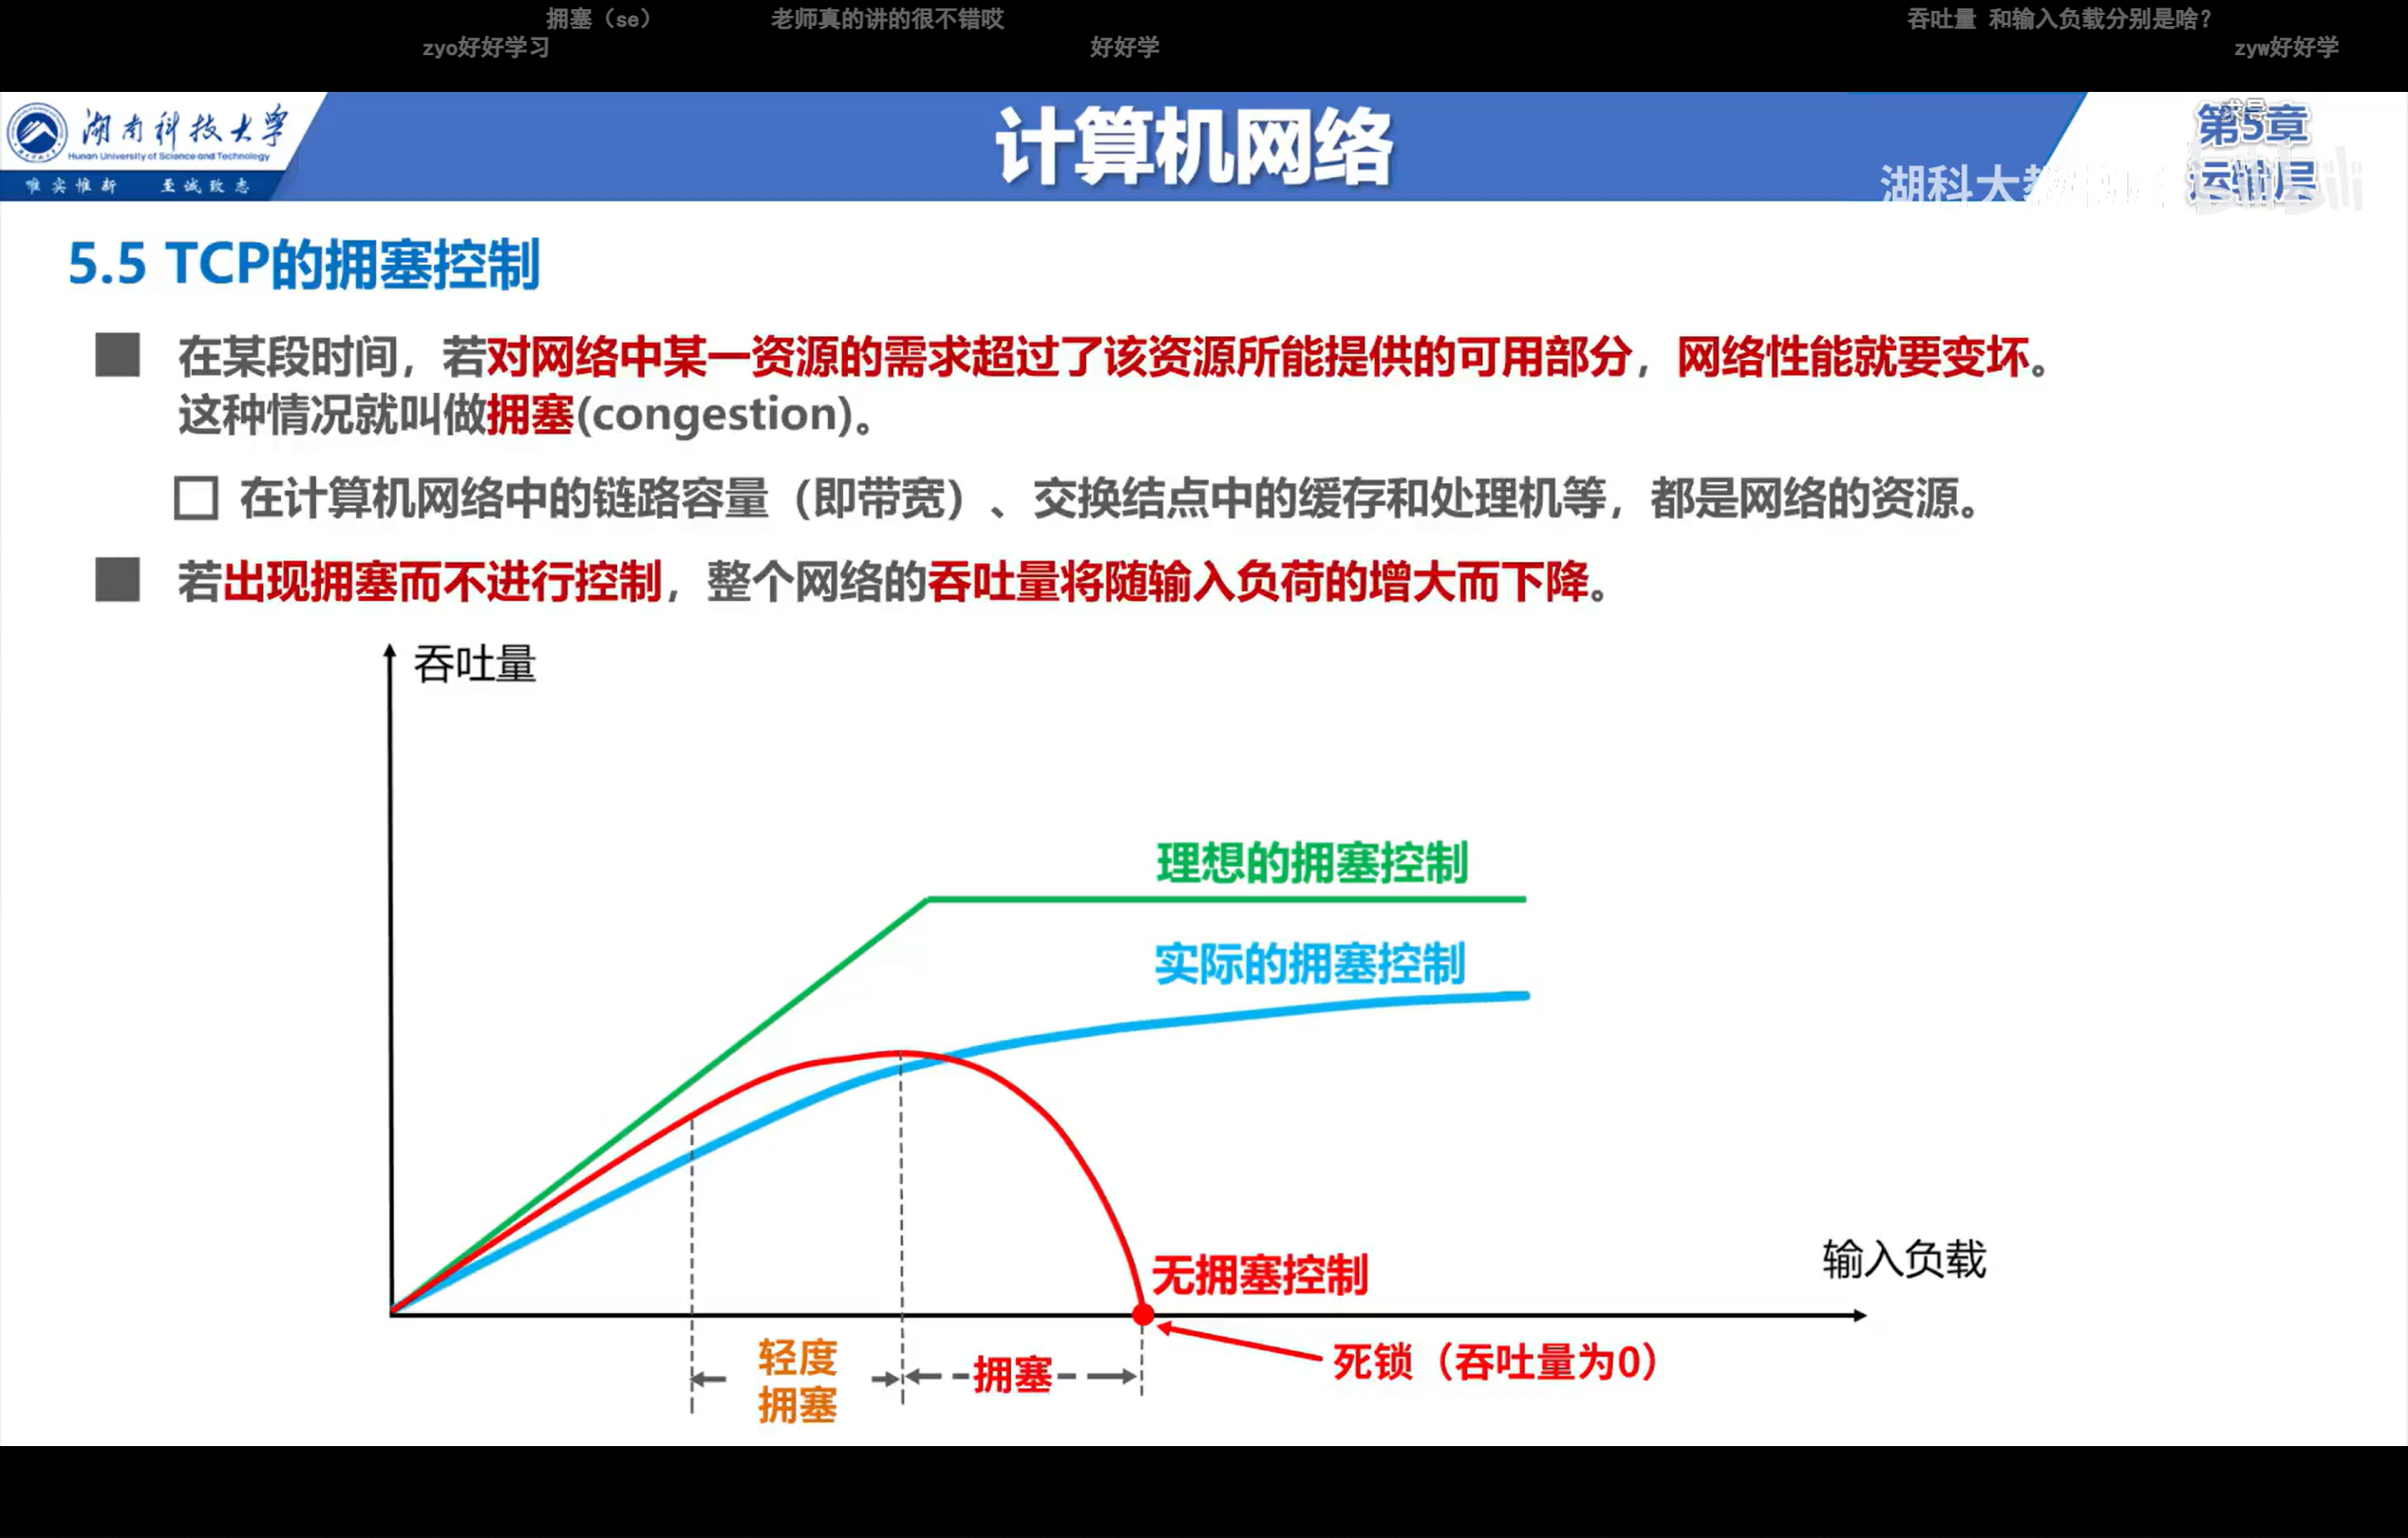 拥塞（se）
老师真的讲的很不错哎
吞吐量 和输入负载分别是啥？
zyo好好学习
好好学
zyw好好学
湖南科技大学
Hunan University of Science and Technology
唯实惟新 至诚致志
计算机网络
第5章
运输层
湖科大教
5.5 TCP的拥塞控制
在某段时间，若对网络中某一资源的需求超过了该资源所能提供的可用部分，网络性能就要变坏。
这种情况就叫做拥塞(congestion)。
在计算机网络中的链路容量（即带宽）、交换结点中的缓存和处理机等，都是网络的资源。
若出现拥塞而不进行控制，整个网络的吞吐量将随输入负荷的增大而下降。
吞吐量
理想的拥塞控制
实际的拥塞控制
无拥塞控制
输入负载
轻度
拥塞
拥塞
死锁（吞吐量为0）